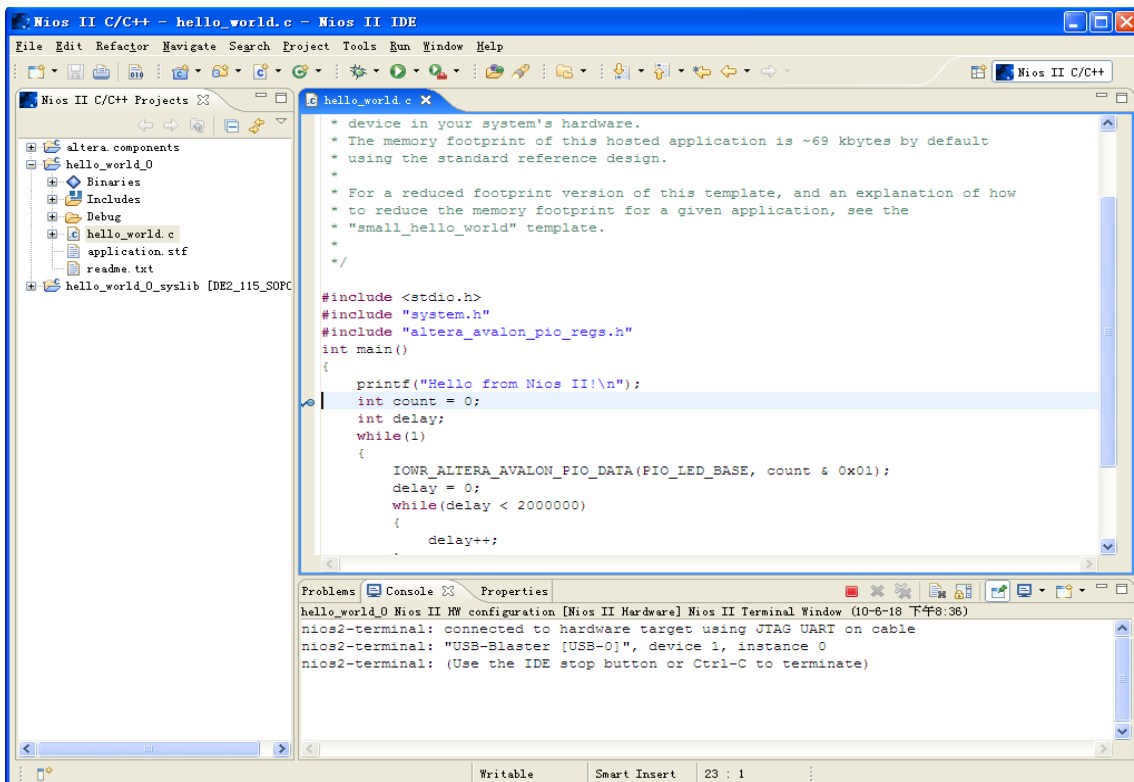 Nios II C/C++ - hello_world.c - Nios II IDE
File Edit Refactor Navigate Search Project Tools Run Window Help
Nios II C/C++
Nios II C/C++ Projects
altera.components
hello_world_0
Binaries
Includes
Debug
hello_world.c
application.stf
readme.txt
hello_world_0_syslib [DE2_115_SOPC
hello_world.c
* device in your system's hardware.
* The memory footprint of this hosted application is ~69 kbytes by default
* using the standard reference design.
*
* For a reduced footprint version of this template, and an explanation of how
* to reduce the memory footprint for a given application, see the
* "small_hello_world" template.
*
*/
#include <stdio.h>
#include "system.h"
#include "altera_avalon_pio_regs.h"
int main()
{
printf("Hello from Nios II!\n");
int count = 0;
int delay;
while(1)
{
IOWR_ALTERA_AVALON_PIO_DATA(PIO_LED_BASE, count & 0x01);
delay = 0;
while(delay < 2000000)
{
delay++;
Problems Console Properties
hello_world_0 Nios II HW configuration [Nios II Hardware] Nios II Terminal Window (10-6-18 下午8:36)
nios2-terminal: connected to hardware target using JTAG UART on cable
nios2-terminal: "USB-Blaster [USB-0]", device 1, instance 0
nios2-terminal: (Use the IDE stop button or Ctrl-C to terminate)
Writable Smart Insert 23 : 1